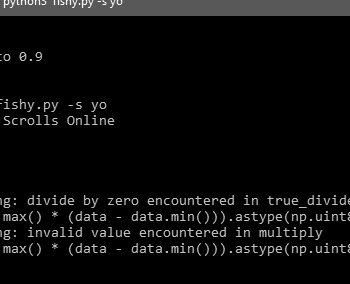 python3 fishy.py -s yo
to 0.9
fishy.py -s yo
Scrolls Online
ng: divide by zero encountered in true_divide
max() * (data - data.min())).astype(np.uint8
ng: invalid value encountered in multiply
max() * (data - data.min())).astype(np.uint8